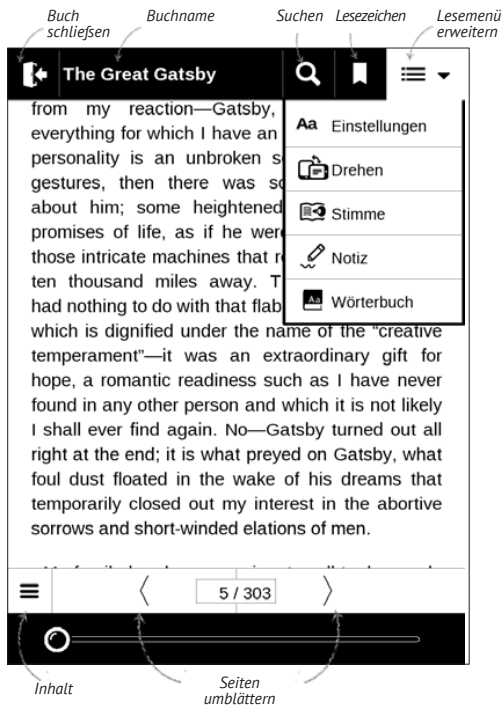 Buch schließen
Buchname
Suchen
Lesezeichen
Lesemenü erweitern
The Great Gatsby
from my reaction—Gatsby,
everything for which I have an
personality is an unbroken
gestures, then there was
about him; some heightened
promises of life, as if he were
those intricate machines that
ten thousand miles away.
had nothing to do with that
which is dignified under the name of the “creative
temperament”—it was an extraordinary gift for
hope, a romantic readiness such as I have never
found in any other person and which it is not likely
I shall ever find again. No—Gatsby turned out all
right at the end; it is what preyed on Gatsby, what
foul dust floated in the wake of his dreams that
temporarily closed out my interest in the abortive
sorrows and short-winded elations of men.
Aa Einstellungen
Drehen
Stimme
Notiz
Aa Wörterbuch
5 / 303
Inhalt
Seiten umblättern